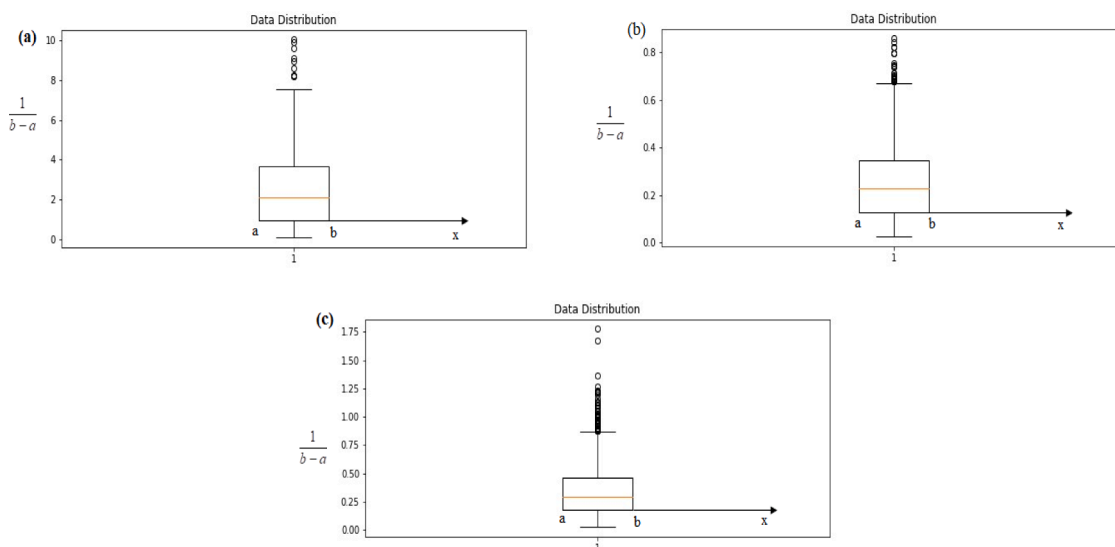 (a)
Data Distribution
10
8
6
4
2
0
1
b − a
a
b
x
1
(b)
Data Distribution
0.8
0.6
0.4
0.2
0.0
1
b − a
a
b
x
1
(c)
Data Distribution
1.75
1.50
1.25
1.00
0.75
0.50
0.25
0.00
1
b − a
a
b
x
1